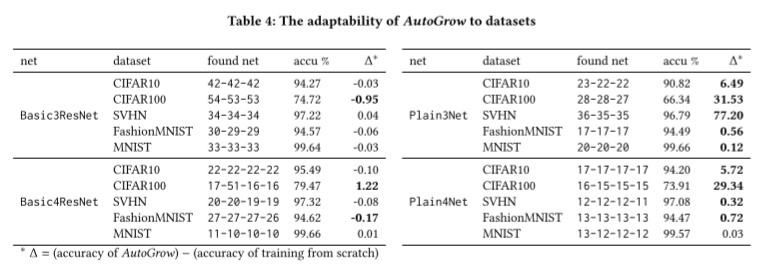 Table 4: The adaptability of AutoGrow to datasets
net dataset found net accu % Δ* net dataset found net accu % Δ*
CIFAR10 42-42-42 94.27 -0.03 CIFAR10 23-22-22 90.82 6.49
CIFAR100 54-53-53 74.72 -0.95 CIFAR100 28-28-27 66.34 31.53
Basic3ResNet SVHN 34-34-34 97.22 0.04 Plain3Net SVHN 36-35-35 96.79 77.20
FashionMNIST 30-29-29 94.57 -0.06 FashionMNIST 17-17-17 94.49 0.56
MNIST 33-33-33 99.64 -0.03 MNIST 20-20-20 99.66 0.12
CIFAR10 22-22-22-22 95.49 -0.10 CIFAR10 17-17-17-17 94.20 5.72
CIFAR100 17-51-16-16 79.47 1.22 CIFAR100 16-15-15-15 73.91 29.34
Basic4ResNet SVHN 20-20-19-19 97.32 -0.08 Plain4Net SVHN 12-12-12-11 97.08 0.32
FashionMNIST 27-27-27-26 94.62 -0.17 FashionMNIST 13-13-13-13 94.47 0.72
MNIST 11-10-10-10 99.66 0.01 MNIST 13-12-12-12 99.57 0.03
* Δ = (accuracy of AutoGrow) − (accuracy of training from scratch)